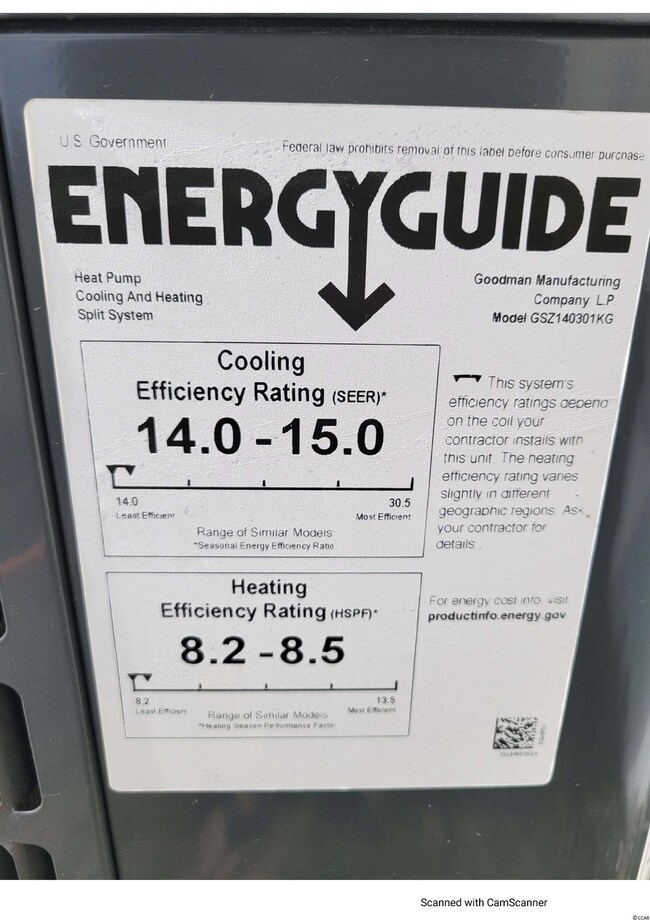 U.S. Government
Federal law prohibits removal of this label before consumer purchase
ENERGYGUIDE
Heat Pump
Cooling And Heating
Split System
Goodman Manufacturing
Company L.P.
Model GSZ140301KG
Cooling
Efficiency Rating (SEER)*
14.0 - 15.0
14.0
30.5
Least Efficient
Most Efficient
Range of Similar Models
*Seasonal Energy Efficiency Ratio
This system's
efficiency ratings depend
on the coil your
contractor installs with
this unit. The heating
efficiency rating varies
slightly in different
geographic regions. Ask
your contractor for
details.
Heating
Efficiency Rating (HSPF)*
8.2 - 8.5
8.2
13.5
Least Efficient
Most Efficient
Range of Similar Models
*Heating Season Performance Factor
For energy cost info, visit
productinfo.energy.gov
Scanned with CamScanner
© CCAR